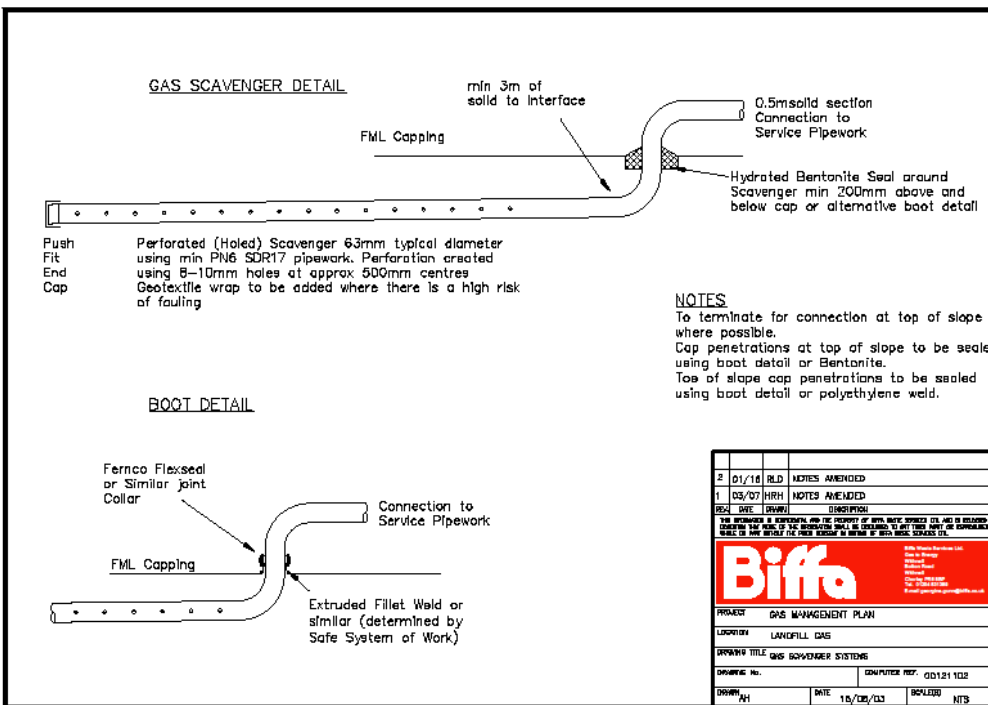 GAS SCAVENGER DETAIL
min 3m of
solid to interface
0.5msolid section
Connection to
Service Pipework
FML Capping
Hydrated Bentonite Seal around
Scavenger min 200mm above and
below cap or alternative boot detail
Push
Fit
End
Cap
Perforated (Holed) Scavenger 63mm typical diameter
using min PN6 SDR17 pipework. Perforation created
using 8-10mm holes at approx 500mm centres
Geotextile wrap to be added where there is a high risk
of fouling
NOTES
To terminate for connection at top of slope
where possible.
Cap penetrations at top of slope to be seale
using boot detail or Bentonite.
Toe of slope cap penetrations to be sealed
using boot detail or polyethylene weld.
BOOT DETAIL
Fernco Flexseal
or Similar joint
Collar
Connection to
Service Pipework
FML Capping
Extruded Fillet Weld or
similar (determined by
Safe System of Work)
2 01/16 RLD NOTES AMENDED
1 03/07 HRH NOTES AMENDED
REV DATE DRAWN DESCRIPTION
Biffa
Biffa Waste Services Ltd.
PROJECT GAS MANAGEMENT PLAN
LOCATION LANDFILL GAS
DRAWING TITLE GAS SCAVENGER SYSTEMS
DRAWING No. COMPUTER REF. 00121102
DRAWN AH DATE SCALE(S) NTS